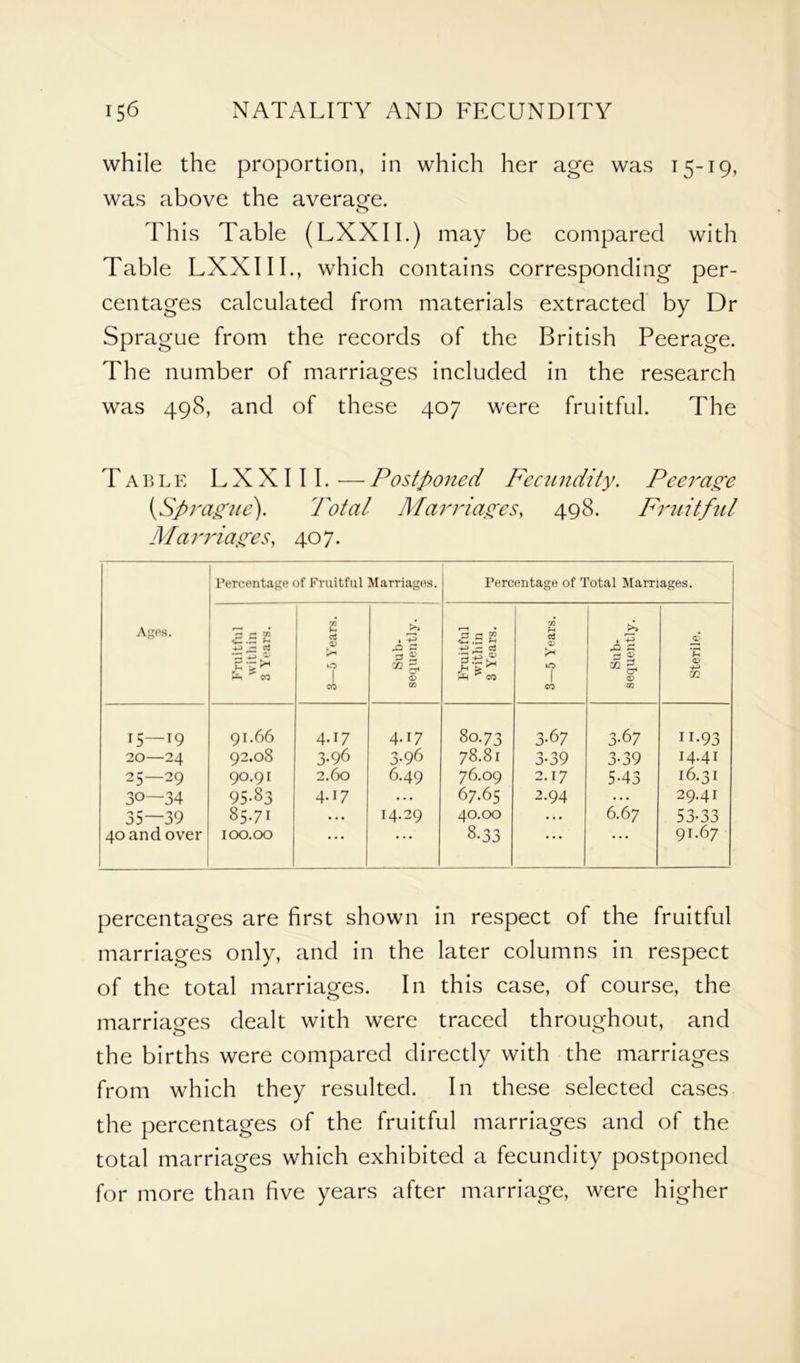 156 NATALITY AND FECUNDITY
while the proportion, in which her age was 15-19,
was above the average.
This Table (LXXII.) may be compared with
Table LXXIII., which contains corresponding per-
centages calculated from materials extracted by Dr
Sprague from the records of the British Peerage.
The number of marriages included in the research
was 498, and of these 407 were fruitful. The
TABLE LXXIII.—Postponed Fecundity. Peerage
(Sprague). Total Marriages, 498. Fruitful
Marriages, 407.
Percentage of Fruitful Marriages. Percentage of Total Marriages.
Ages. Fruitful within 3 Years. 3—5 Years. Sub-sequently. Fruitful within 3 Years. 3—5 Years. Sub-sequently. Sterile.
15—19 91.66 4.17 4.17 80.73 3.67 3.67 11.93
20—24 92.08 3.96 3.96 78.81 3.39 3.39 14.41
25—29 90.91 2.60 6.49 76.09 2.17 5.43 16.31
30—34 95.83 4.17 ... 67.65 2.94 ... 29.41
35—39 85.71 ... 14.29 40.00 ... 6.67 53.33
40 and over 100.00 ... ... 8.33 ... ... 91.67
percentages are first shown in respect of the fruitful
marriages only, and in the later columns in respect
of the total marriages. In this case, of course, the
marriages dealt with were traced throughout, and
the births were compared directly with the marriages
from which they resulted. In these selected cases
the percentages of the fruitful marriages and of the
total marriages which exhibited a fecundity postponed
for more than five years after marriage, were higher